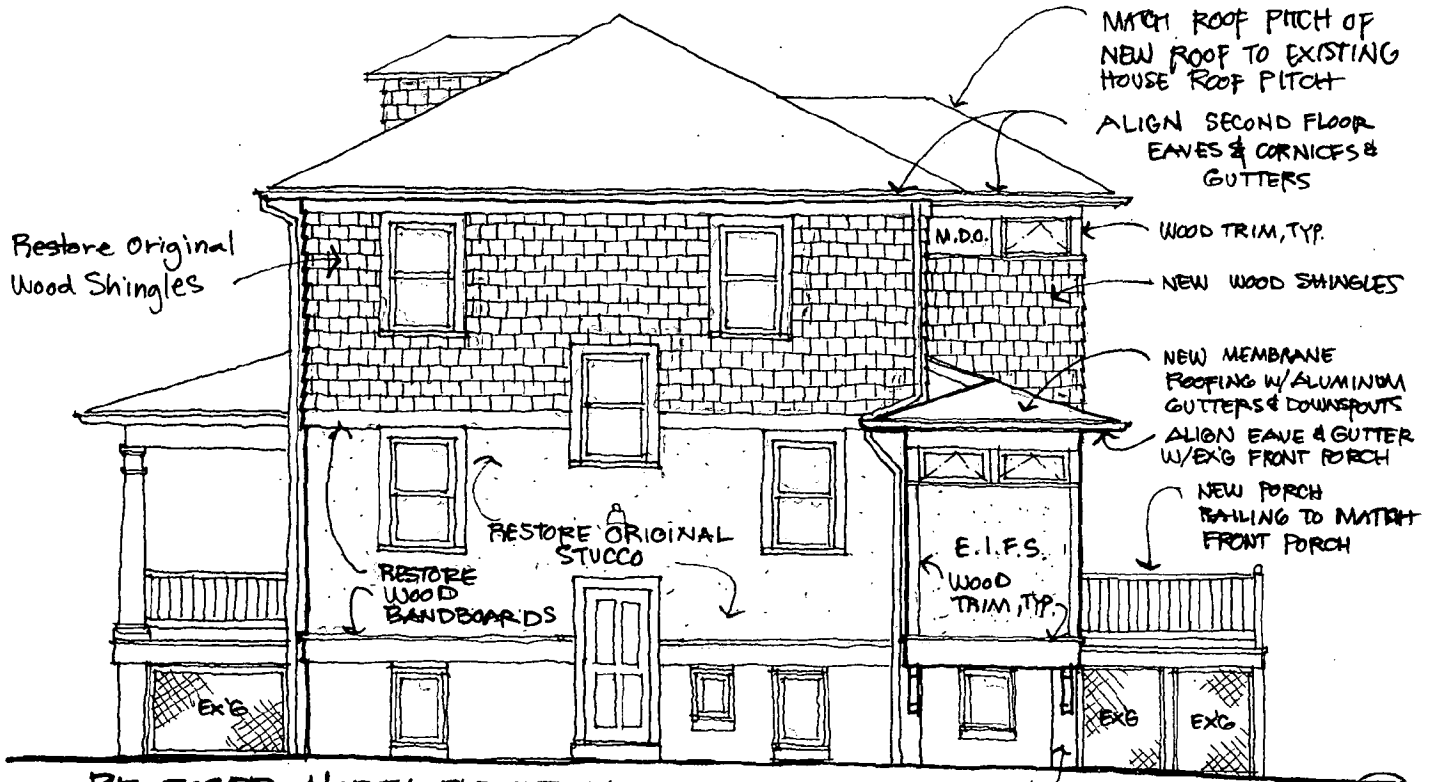 MATCH ROOF PITCH OF
NEW ROOF TO EXISTING
HOUSE ROOF PITCH
ALIGN SECOND FLOOR
EAVES & CORNICES &
GUTTERS
Restore Original
Wood Shingles
M.D.O.
WOOD TRIM, TYP.
NEW WOOD SHINGLES
NEW MEMBRANE
ROOFING W/ALUMINUM
GUTTERS & DOWNSPOUTS
ALIGN EAVE & GUTTER
W/EX'G FRONT PORCH
NEW PORCH
RAILING TO MATCH
FRONT PORCH
RESTORE ORIGINAL
STUCCO
E.I.F.S.
WOOD
TRIM, TYP.
RESTORE
WOOD
BANDBOARDS
EX'G
EX'G
EX'G